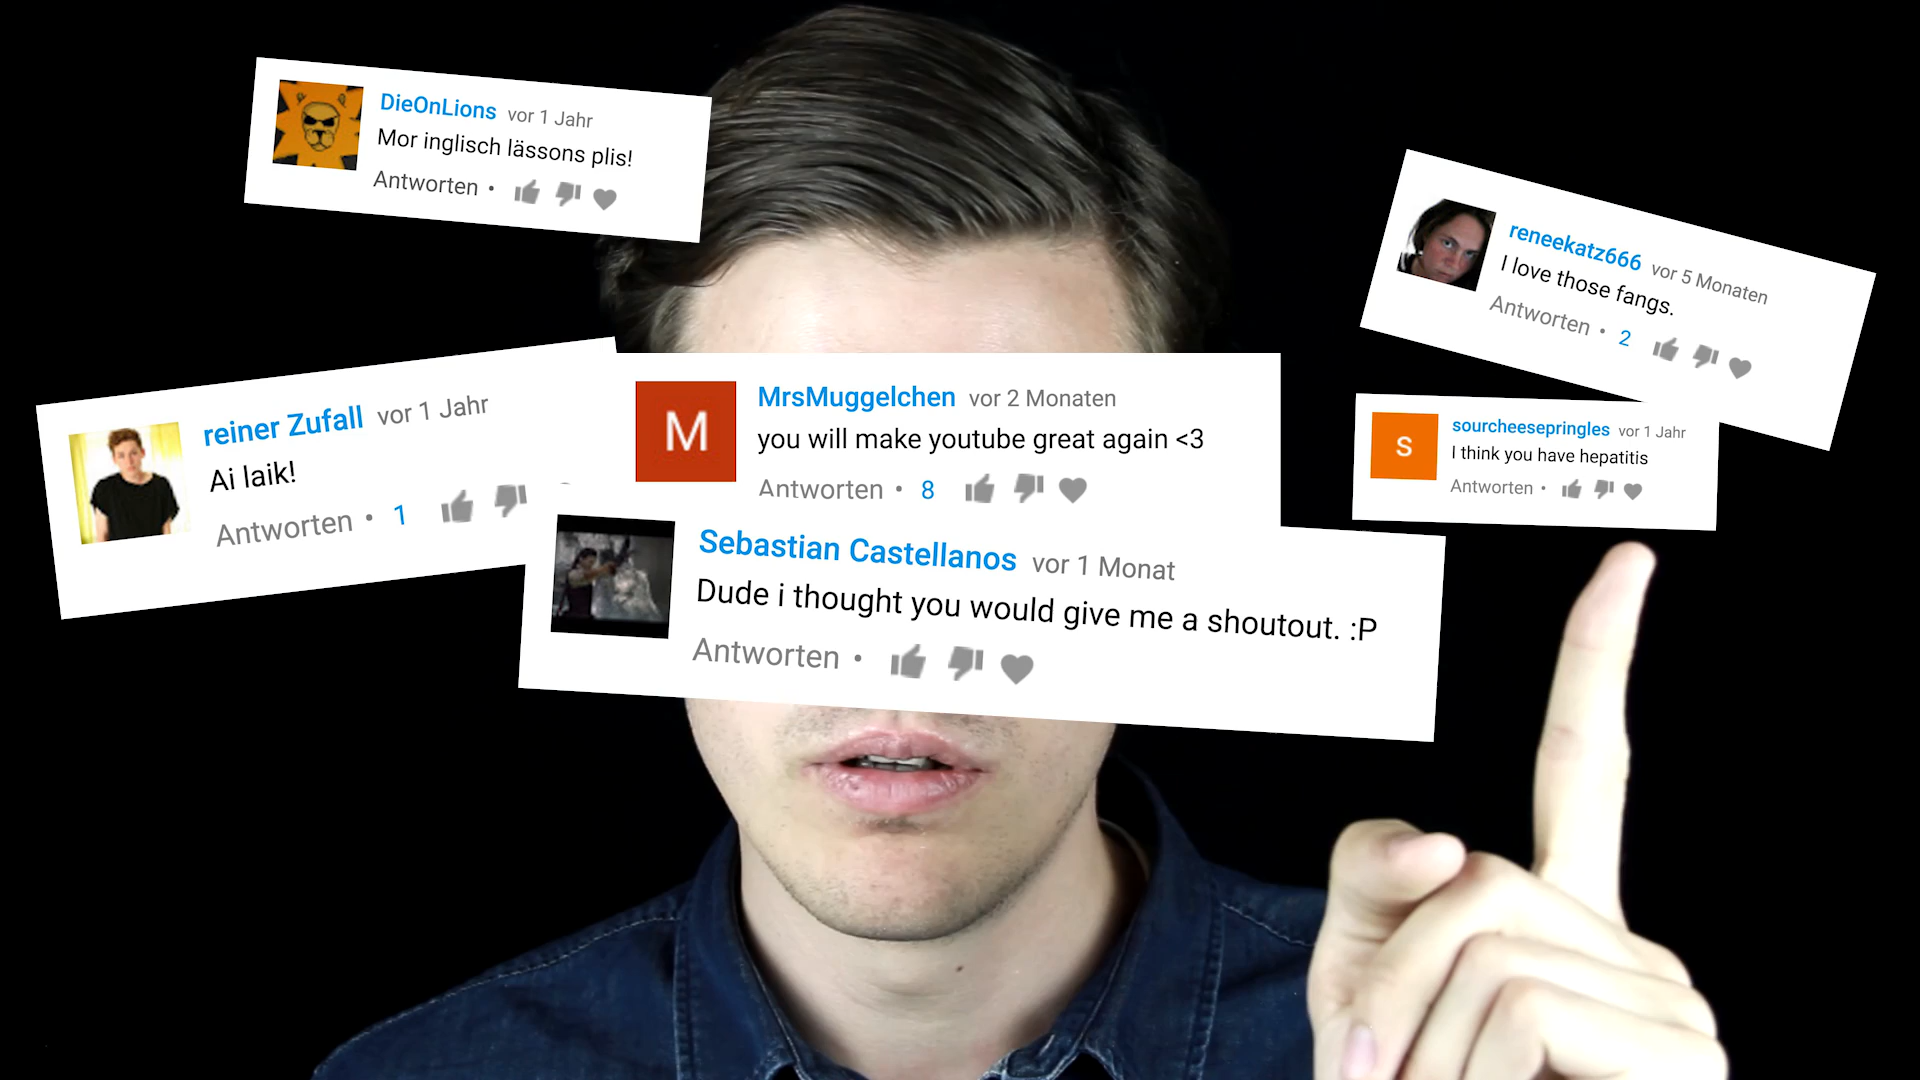 DieOnLions vor 1 Jahr
Mor inglisch lässons plis!
Antworten •
reneekatz666 vor 5 Monaten
I love those fangs.
Antworten • 2
reiner Zufall vor 1 Jahr
Ai laik!
Antworten • 1
M
MrsMuggelchen vor 2 Monaten
you will make youtube great again <3
Antworten • 8
s
sourcheesepringles vor 1 Jahr
I think you have hepatitis
Antworten •
Sebastian Castellanos vor 1 Monat
Dude i thought you would give me a shoutout. :P
Antworten •